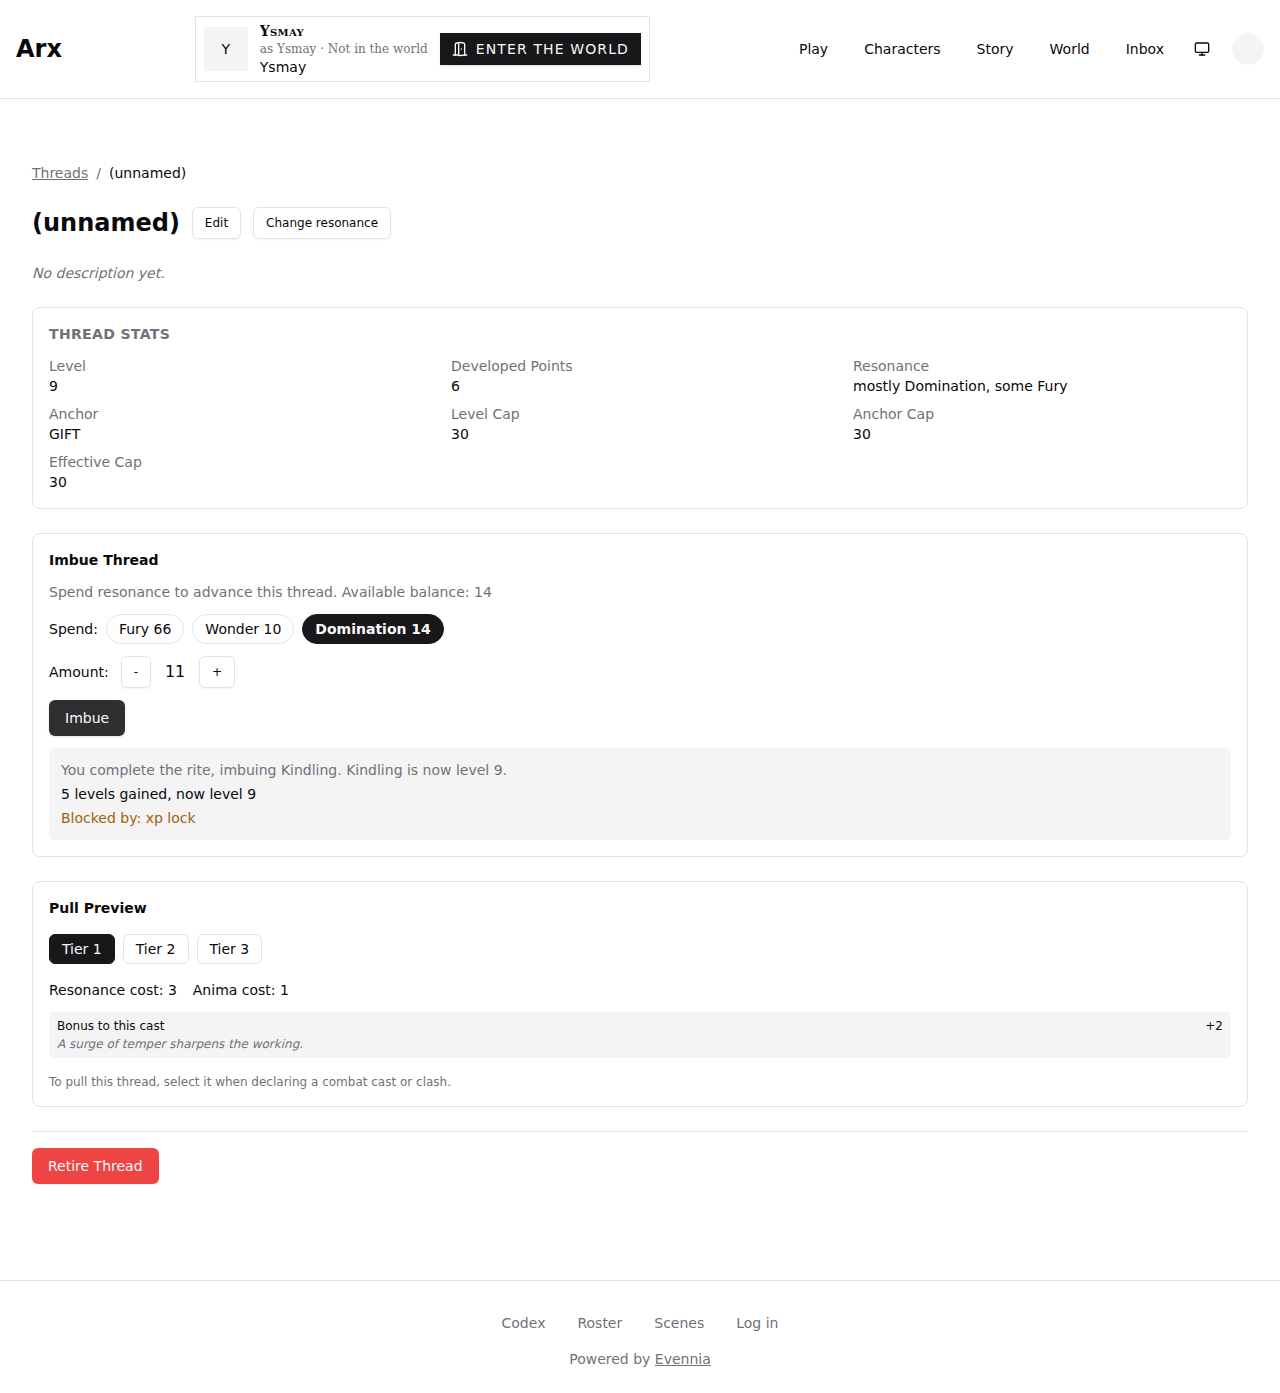 Arx
Y
Ysmay
as Ysmay · Not in the world
Ysmay
ENTER THE WORLD
Play
Characters
Story
World
Inbox
Threads / (unnamed)
(unnamed)
Edit
Change resonance
No description yet.
THREAD STATS
Level
9
Developed Points
6
Resonance
mostly Domination, some Fury
Anchor
GIFT
Level Cap
30
Anchor Cap
30
Effective Cap
30
Imbue Thread
Spend resonance to advance this thread. Available balance: 14
Spend: Fury 66 Wonder 10 Domination 14
Amount: - 11 +
Imbue
You complete the rite, imbuing Kindling. Kindling is now level 9.
5 levels gained, now level 9
Blocked by: xp lock
Pull Preview
Tier 1 Tier 2 Tier 3
Resonance cost: 3 Anima cost: 1
Bonus to this cast +2
A surge of temper sharpens the working.
To pull this thread, select it when declaring a combat cast or clash.
Retire Thread
Codex Roster Scenes Log in
Powered by Evennia